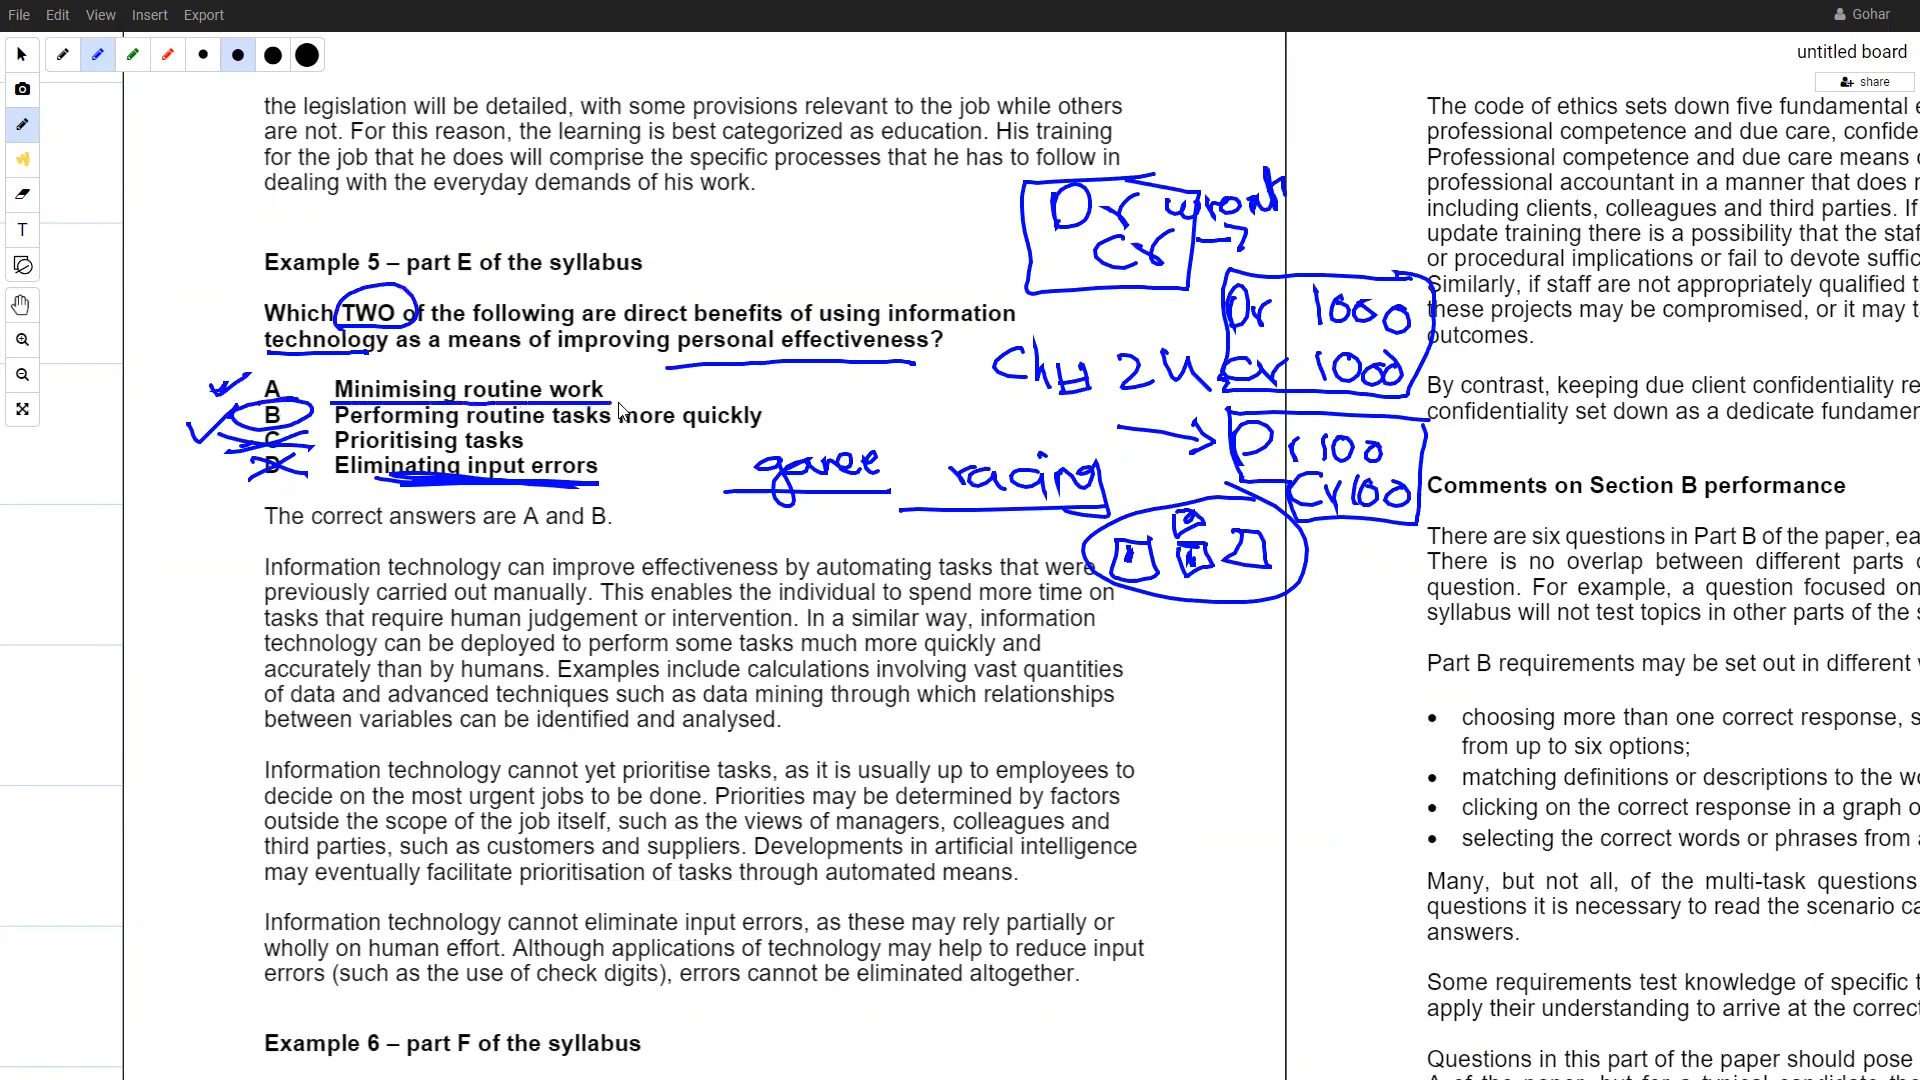 File Edit View Insert Export
Gohar
untitled board
share
T
the legislation will be detailed, with some provisions relevant to the job while others
are not. For this reason, the learning is best categorized as education. His training
for the job that he does will comprise the specific processes that he has to follow in
dealing with the everyday demands of his work.
Example 5 – part E of the syllabus
Which TWO of the following are direct benefits of using information
technology as a means of improving personal effectiveness?
A Minimising routine work
B Performing routine tasks more quickly
C Prioritising tasks
D Eliminating input errors
The correct answers are A and B.
Information technology can improve effectiveness by automating tasks that were
previously carried out manually. This enables the individual to spend more time on
tasks that require human judgement or intervention. In a similar way, information
technology can be deployed to perform some tasks much more quickly and
accurately than by humans. Examples include calculations involving vast quantities
of data and advanced techniques such as data mining through which relationships
between variables can be identified and analysed.
Information technology cannot yet prioritise tasks, as it is usually up to employees to
decide on the most urgent jobs to be done. Priorities may be determined by factors
outside the scope of the job itself, such as the views of managers, colleagues and
third parties, such as customers and suppliers. Developments in artificial intelligence
may eventually facilitate prioritisation of tasks through automated means.
Information technology cannot eliminate input errors, as these may rely partially or
wholly on human effort. Although applications of technology may help to reduce input
errors (such as the use of check digits), errors cannot be eliminated altogether.
Example 6 – part F of the syllabus
Dr
Cr
Dr 1000
Cr 1000
Dr 100
Cr 100
racing
The code of ethics sets down five fundamental
professional competence and due care, confide
Professional competence and due care means
professional accountant in a manner that does
including clients, colleagues and third parties. If
update training there is a possibility that the staf
or procedural implications or fail to devote suffic
Similarly, if staff are not appropriately qualified t
these projects may be compromised, or it may t
outcomes.
By contrast, keeping due client confidentiality re
confidentiality set down as a dedicate fundamer
Comments on Section B performance
There are six questions in Part B of the paper, ea
There is no overlap between different parts
question. For example, a question focused on
syllabus will not test topics in other parts of the s
Part B requirements may be set out in different
• choosing more than one correct response, s
from up to six options;
• matching definitions or descriptions to the wo
• clicking on the correct response in a graph o
• selecting the correct words or phrases from a
Many, but not all, of the multi-task questions
questions it is necessary to read the scenario ca
answers.
Some requirements test knowledge of specific t
apply their understanding to arrive at the correct
Questions in this part of the paper should pose